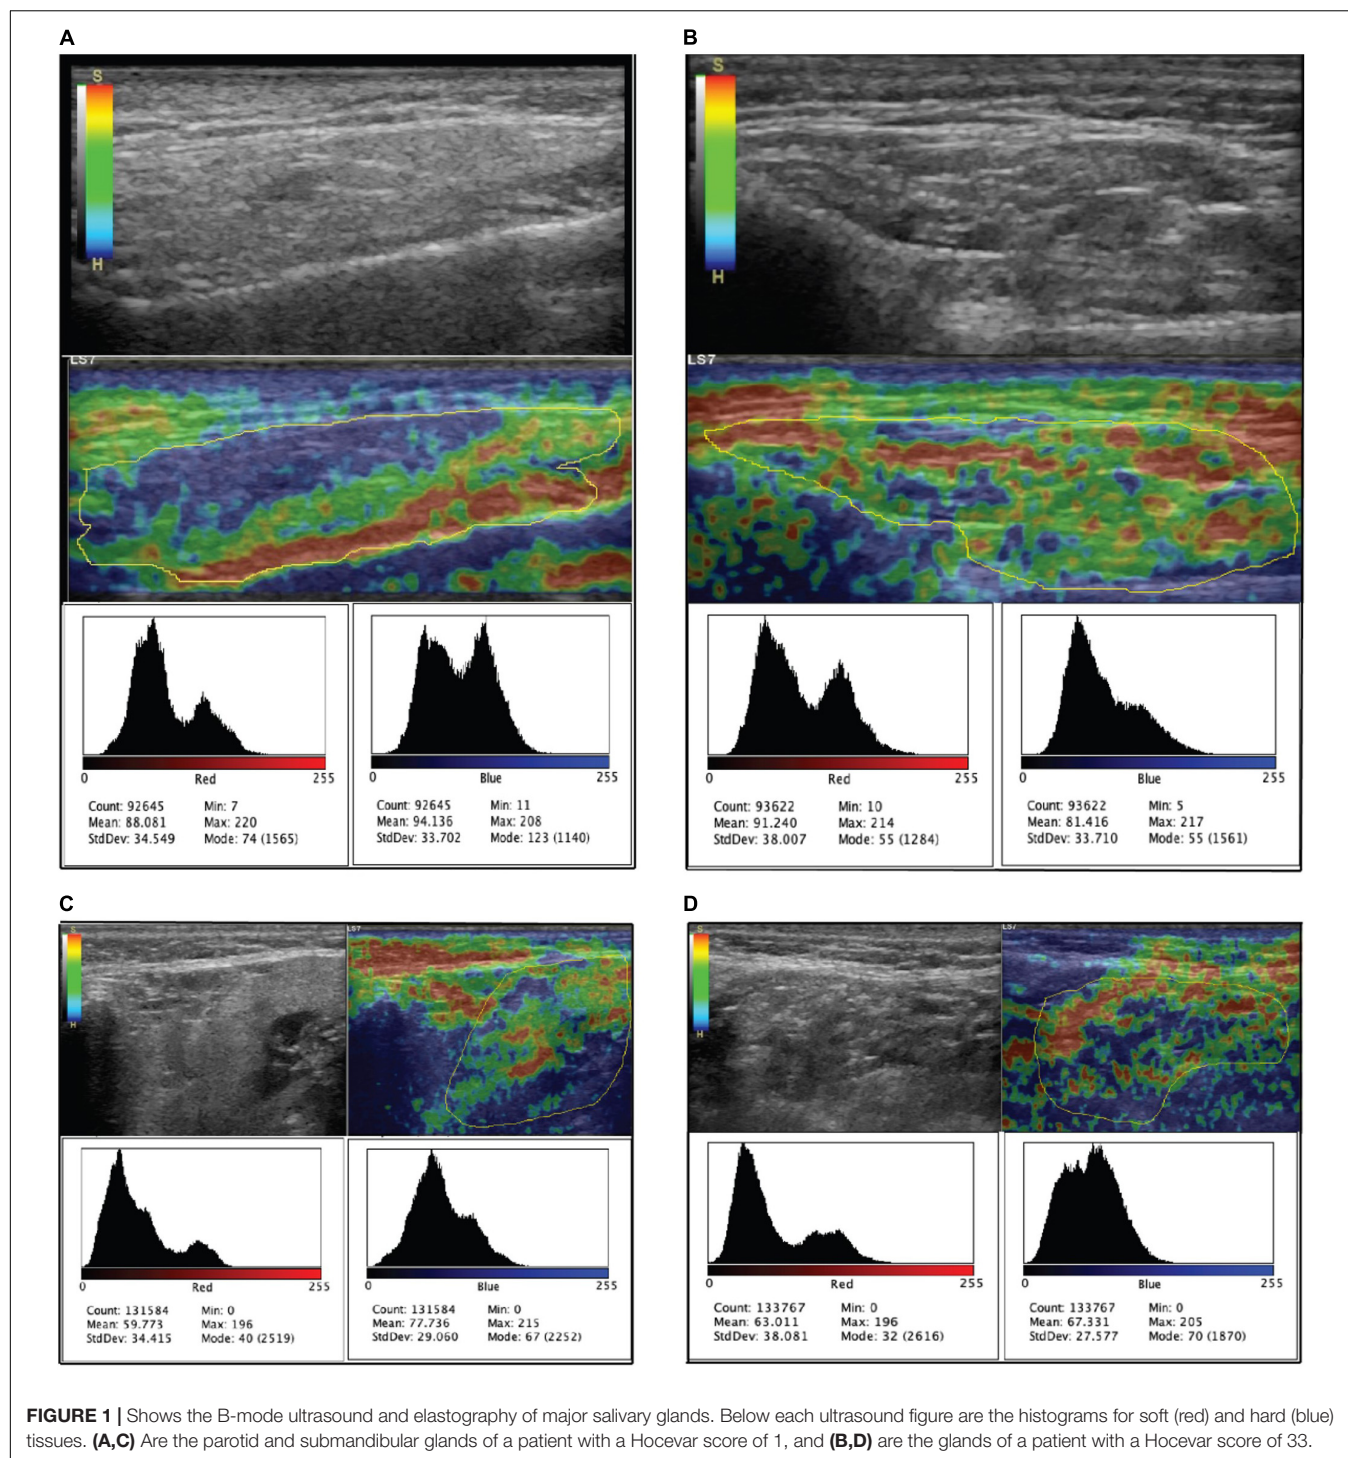 A
S
H
LS7
0
Red
255
0
Blue
255
Count: 92645 Min: 7
Mean: 88.081 Max: 220
StdDev: 34.549 Mode: 74 (1565)
Count: 92645 Min: 11
Mean: 94.136 Max: 208
StdDev: 33.702 Mode: 123 (1140)
B
S
H
LS7
0
Red
255
0
Blue
255
Count: 93622 Min: 10
Mean: 91.240 Max: 214
StdDev: 38.007 Mode: 55 (1284)
Count: 93622 Min: 5
Mean: 81.416 Max: 217
StdDev: 33.710 Mode: 55 (1561)
C
S
H
LS7
0
Red
255
0
Blue
255
Count: 131584 Min: 0
Mean: 59.773 Max: 196
StdDev: 34.415 Mode: 40 (2519)
Count: 131584 Min: 0
Mean: 77.736 Max: 215
StdDev: 29.060 Mode: 67 (2252)
D
S
H
LS7
0
Red
255
0
Blue
255
Count: 133767 Min: 0
Mean: 63.011 Max: 196
StdDev: 38.081 Mode: 32 (2616)
Count: 133767 Min: 0
Mean: 67.331 Max: 205
StdDev: 27.577 Mode: 70 (1870)
FIGURE 1 | Shows the B-mode ultrasound and elastography of major salivary glands. Below each ultrasound figure are the histograms for soft (red) and hard (blue)
tissues. (A,C) Are the parotid and submandibular glands of a patient with a Hocevar score of 1, and (B,D) are the glands of a patient with a Hocevar score of 33.